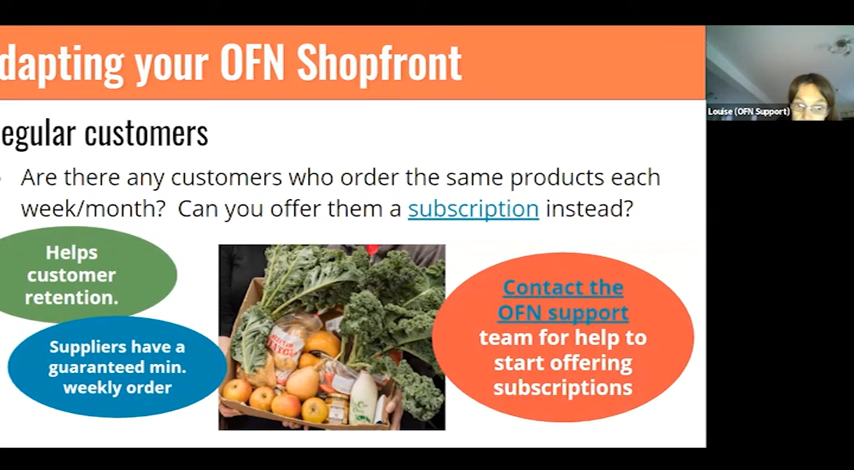 dapting your OFN Shopfront
Louise (OFN Support)
egular customers
Are there any customers who order the same products each
week/month? Can you offer them a subscription instead?
Helps
customer
retention.
Suppliers have a
guaranteed min.
weekly order
Contact the
OFN support
team for help to
start offering
subscriptions